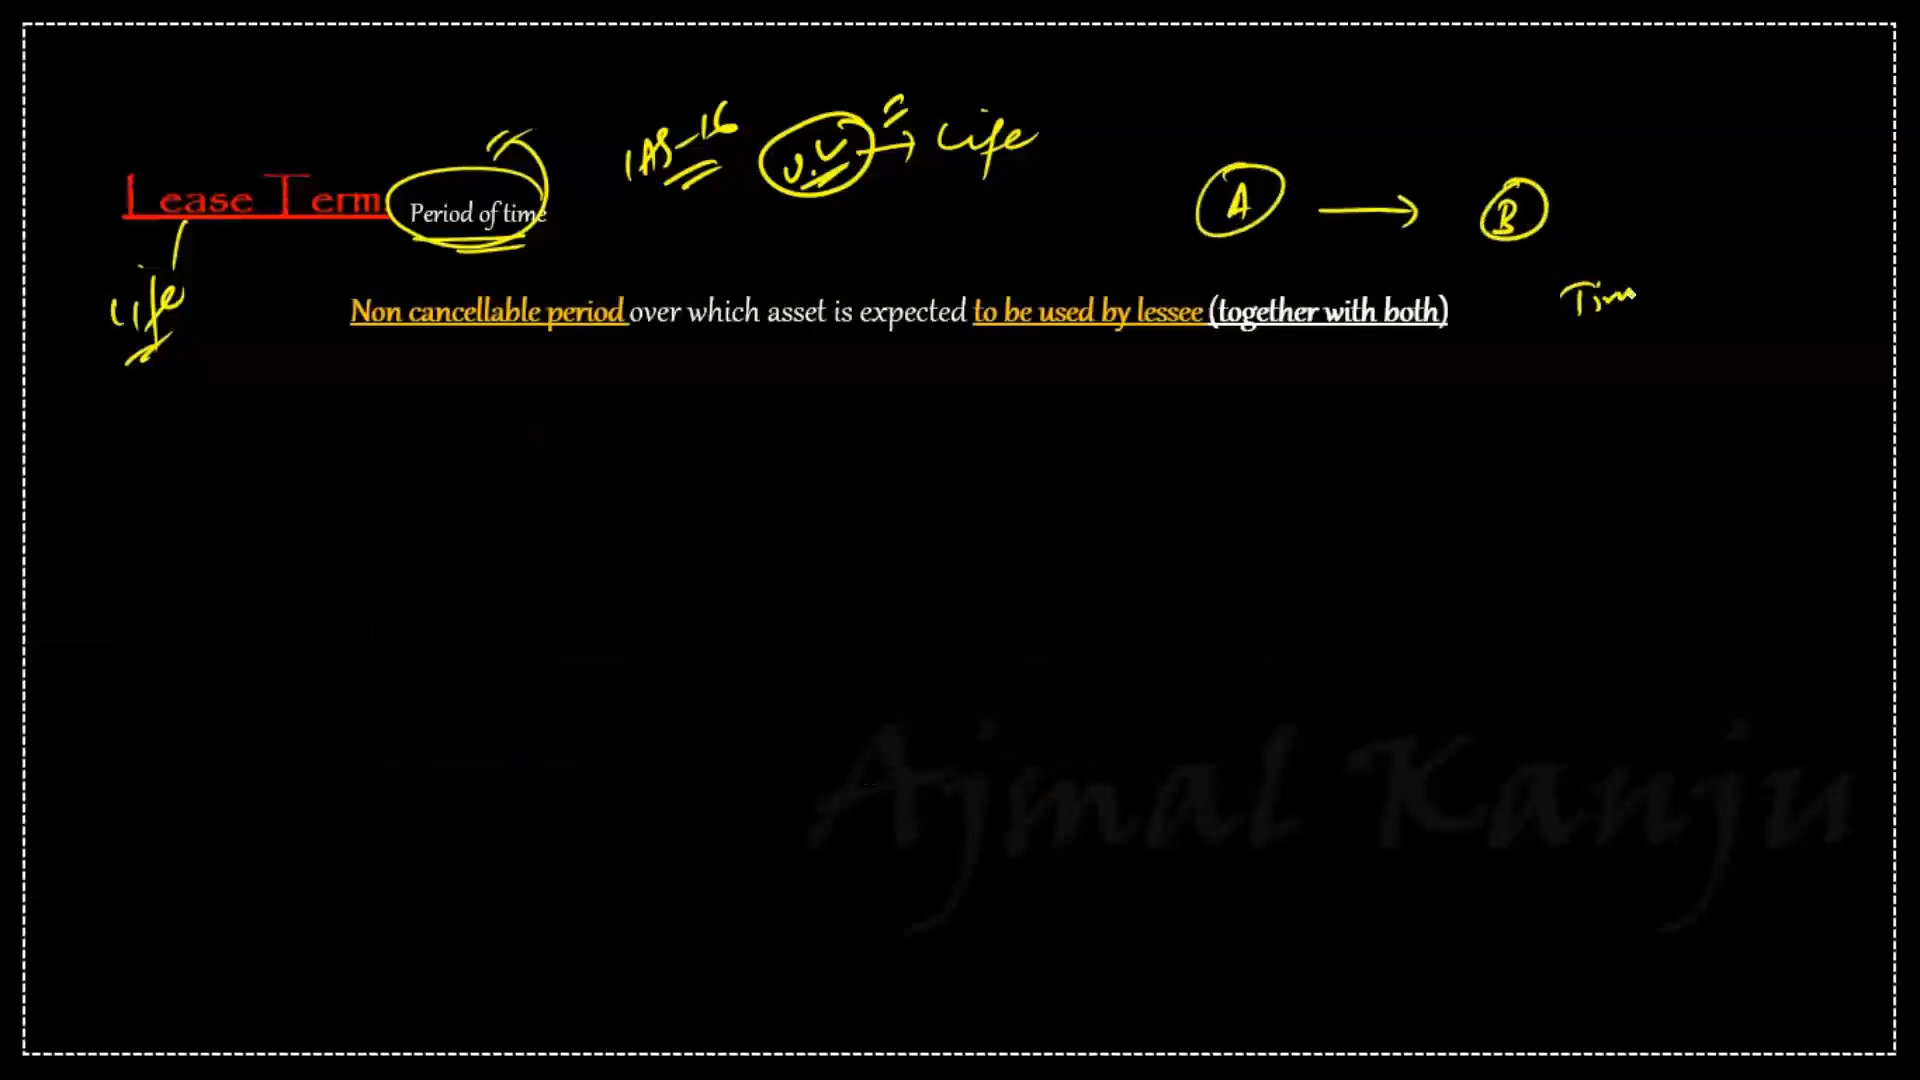 IAS-16 U.L → Life
Lease Term Period of time
A → B
Life
Non cancellable period over which asset is expected to be used by lessee (together with both)
Time
Ajmal Kanju